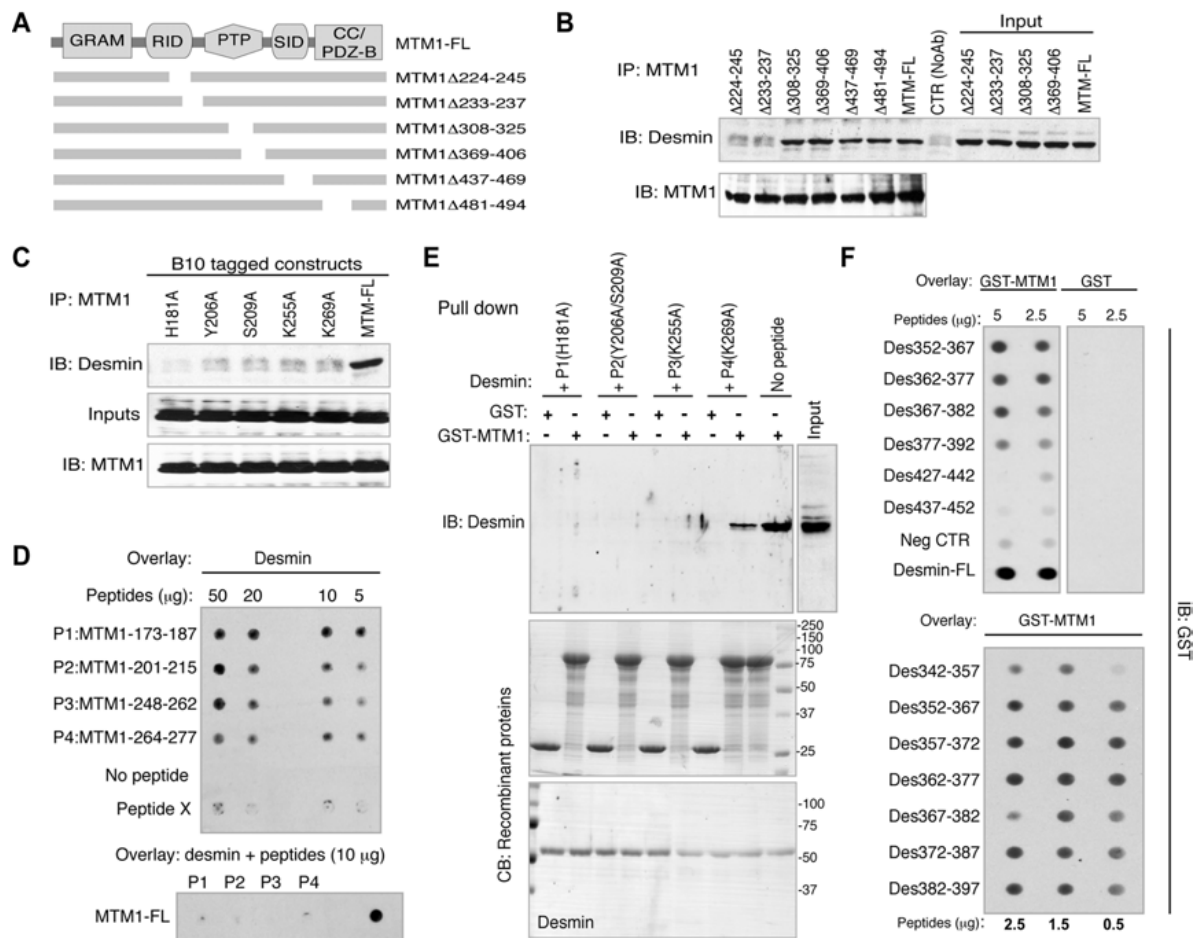 A
GRAM RID PTP SID CC/ PDZ-B MTM1-FL
MTM1Δ224-245
MTM1Δ233-237
MTM1Δ308-325
MTM1Δ369-406
MTM1Δ437-469
MTM1Δ481-494
B
Input
IP: MTM1
Δ224-245 Δ233-237 Δ308-325 Δ369-406 Δ437-469 Δ481-494 MTM-FL CTR (NoAb) Δ224-245 Δ233-237 Δ308-325 Δ369-406 MTM-FL
IB: Desmin
IB: MTM1
C
B10 tagged constructs
IP: MTM1
H181A Y206A S209A K255A K269A MTM-FL
IB: Desmin
Inputs
IB: MTM1
D
Overlay: Desmin
Peptides (μg): 50 20 10 5
P1:MTM1-173-187
P2:MTM1-201-215
P3:MTM1-248-262
P4:MTM1-264-277
No peptide
Peptide X
Overlay: desmin + peptides (10 μg)
P1 P2 P3 P4
MTM1-FL
E
Pull down
P1(H181A) P2(Y206A/S209A) P3(K255A) P4(K269A) No peptide
Desmin: + + + +
GST: + - + - + - + - -
GST-MTM1: - + - + - + - + +
Input
IB: Desmin
CB: Recombinant proteins
-250
-150
-100
-75
-50
-37
-25
-100
-75
-50
-37
Desmin
F
Overlay: GST-MTM1 GST
Peptides (μg) 5 2.5 5 2.5
Des352-367
Des362-377
Des367-382
Des377-392
Des427-442
Des437-452
Neg CTR
Desmin-FL
Overlay: GST-MTM1
Des342-357
Des352-367
Des357-372
Des362-377
Des367-382
Des372-387
Des382-397
Peptides (μg) 2.5 1.5 0.5
IB: GST